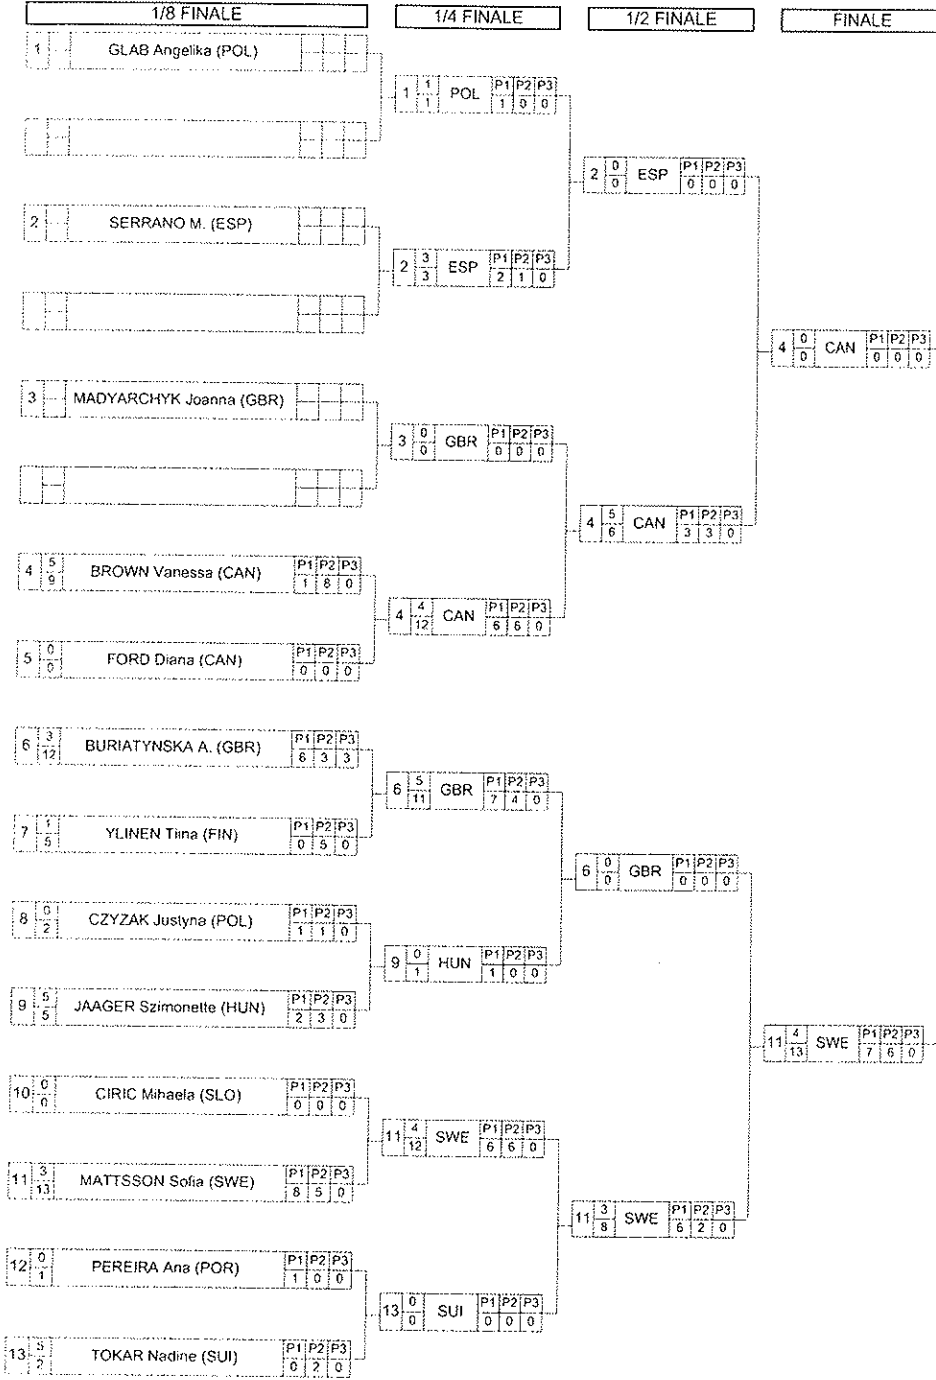 1/8 FINALE 1/4 FINALE 1/2 FINALE FINALE
1 GLAB Angelika (POL)
1 1 1 POL P1 P2 P3 1 0 0
2 0 0 ESP P1 P2 P3 0 0 0
2 SERRANO M. (ESP)
2 3 3 ESP P1 P2 P3 2 1 0
4 0 0 CAN P1 P2 P3 0 0 0
3 MADYARCHYK Joanna (GBR)
3 0 0 GBR P1 P2 P3 0 0 0
4 5 6 CAN P1 P2 P3 3 3 0
4 5 9 BROWN Vanessa (CAN) P1 P2 P3 1 8 0
4 4 12 CAN P1 P2 P3 6 6 0
5 0 0 FORD Diana (CAN) P1 P2 P3 0 0 0
6 3 12 BURIATYNSKA A. (GBR) P1 P2 P3 6 3 3
6 5 11 GBR P1 P2 P3 7 4 0
7 1 5 YLINEN Tiina (FIN) P1 P2 P3 0 5 0
6 0 0 GBR P1 P2 P3 0 0 0
8 0 2 CZYZAK Justyna (POL) P1 P2 P3 1 1 0
9 0 1 HUN P1 P2 P3 1 0 0
9 5 5 JAAGER Szimonette (HUN) P1 P2 P3 2 3 0
11 4 13 SWE P1 P2 P3 7 6 0
10 0 0 CIRIC Mihaela (SLO) P1 P2 P3 0 0 0
11 4 12 SWE P1 P2 P3 6 6 0
11 3 13 MATTSSON Sofia (SWE) P1 P2 P3 8 5 0
11 3 8 SWE P1 P2 P3 6 2 0
12 0 1 PEREIRA Ana (POR) P1 P2 P3 1 0 0
13 0 0 SUI P1 P2 P3 0 0 0
13 5 2 TOKAR Nadine (SUI) P1 P2 P3 0 2 0